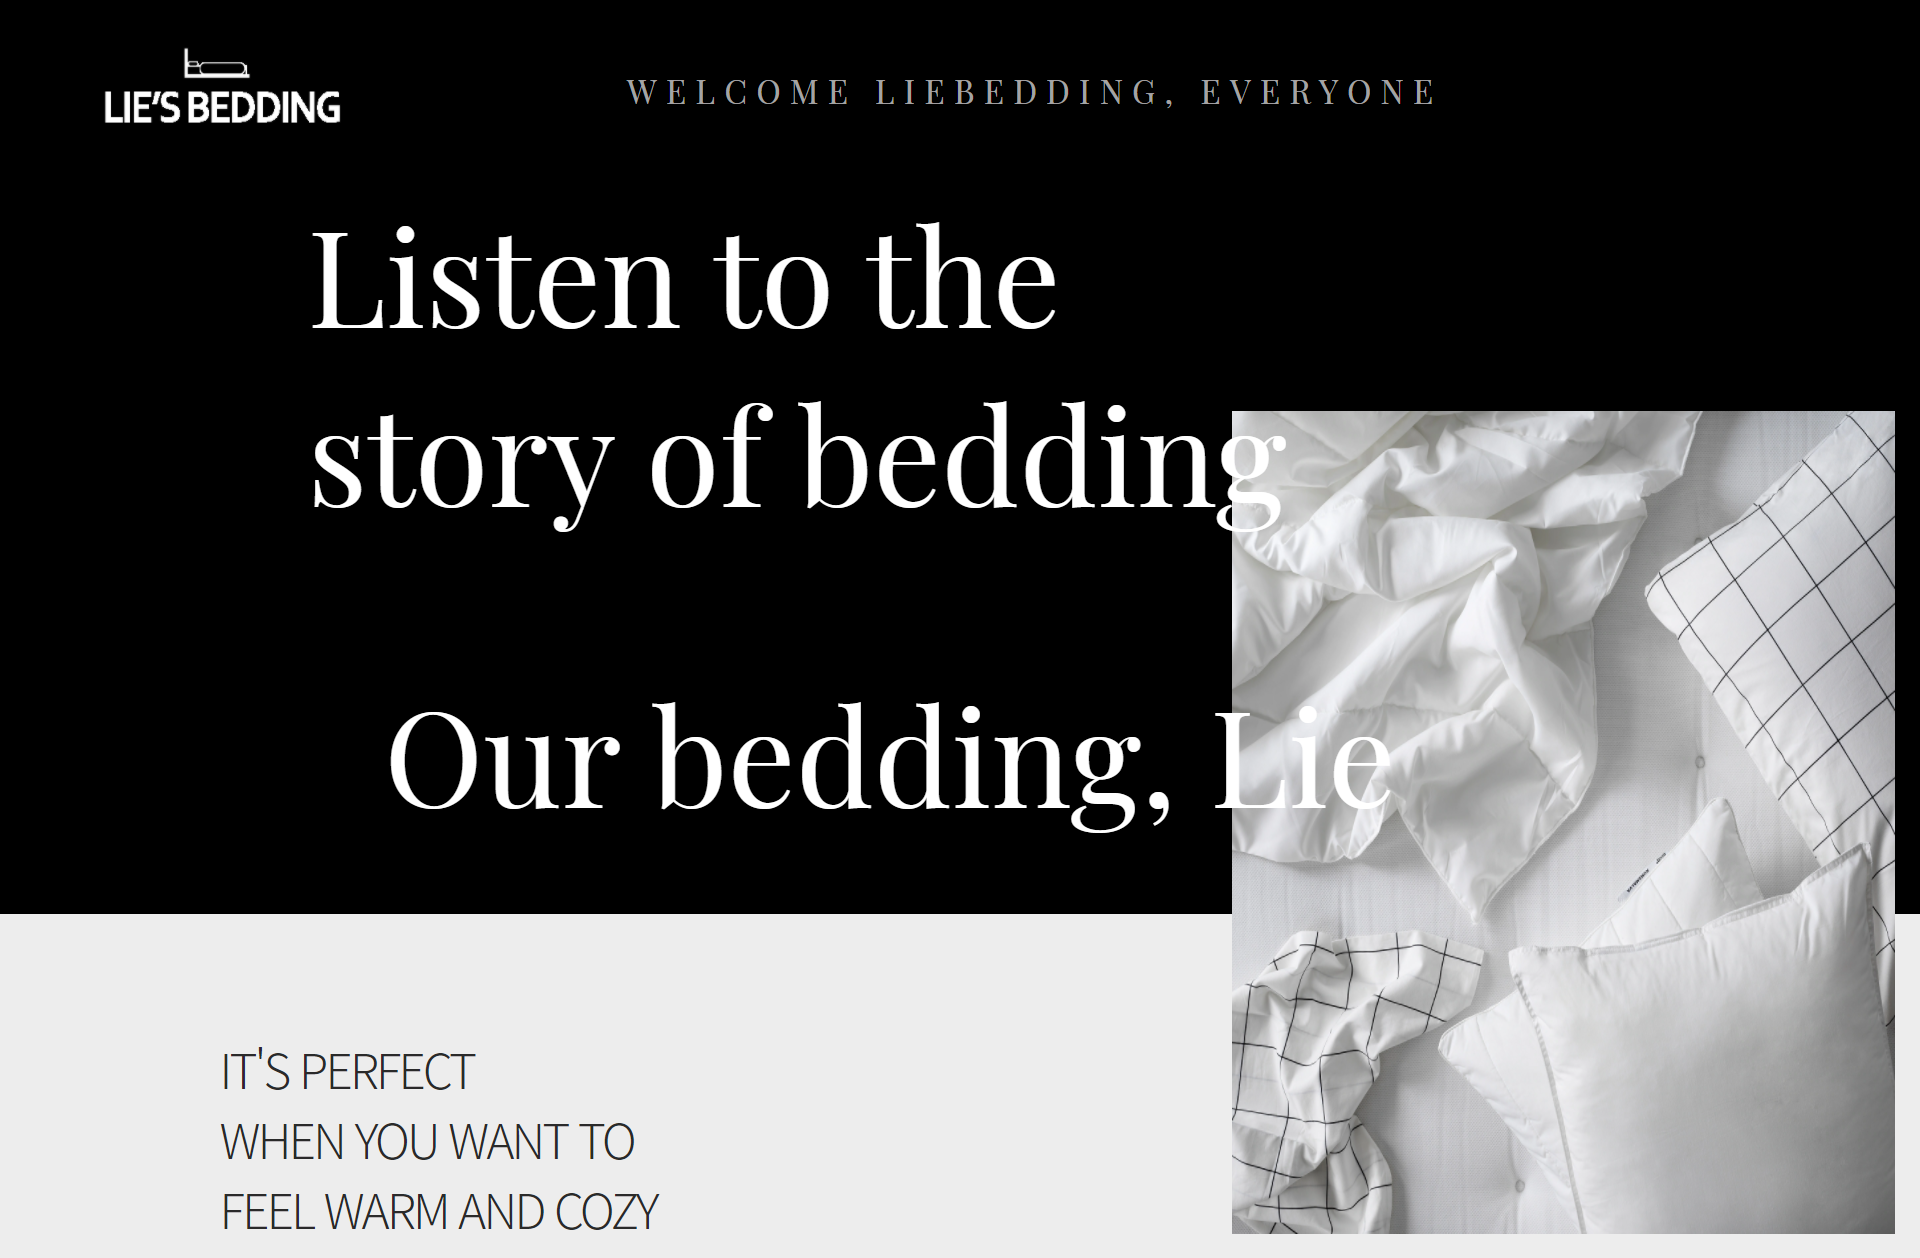 LIE'S BEDDING
WELCOME LIEBEDDING, EVERYONE
Listen to the
story of bedding
Our bedding, Lie
IT'S PERFECT
WHEN YOU WANT TO
FEEL WARM AND COZY